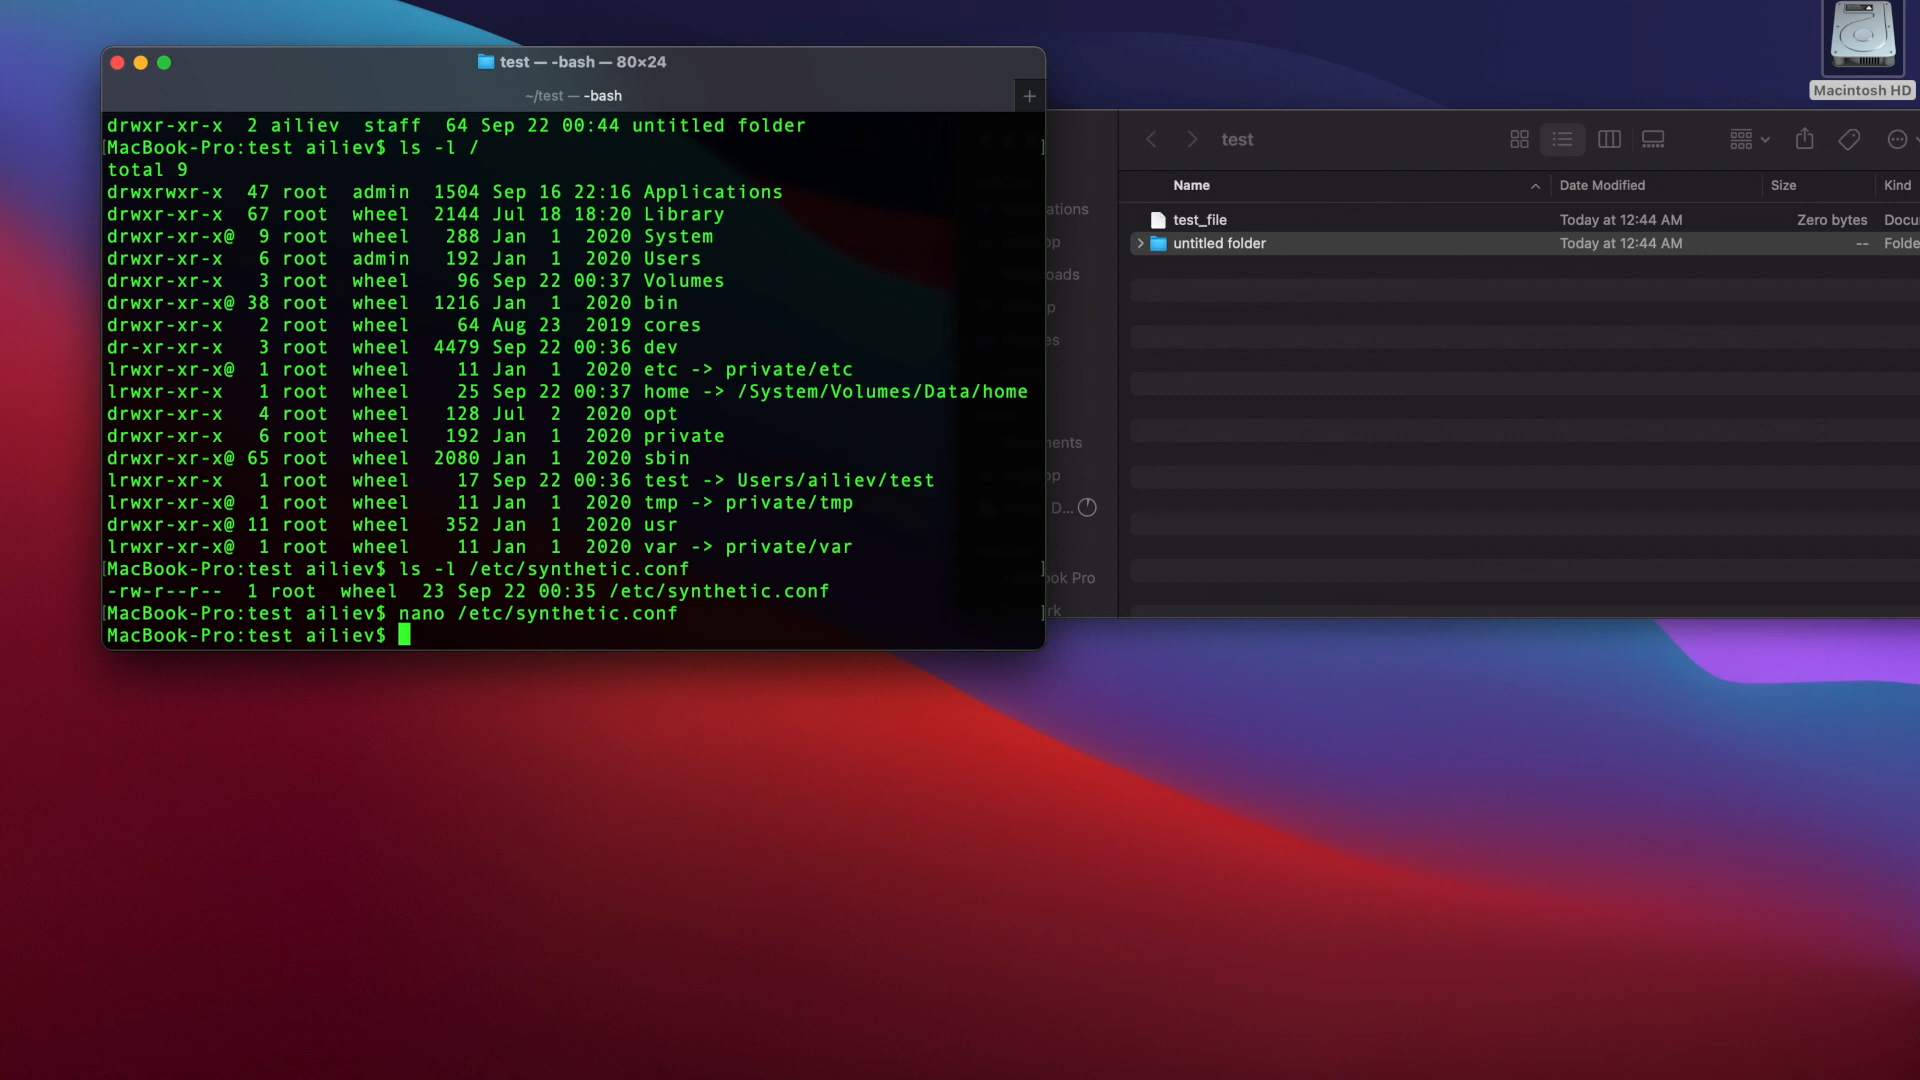 Macintosh HD
test — -bash — 80×24
~/test — -bash
drwxr-xr-x  2 ailiev  staff  64 Sep 22 00:44 untitled folder
[MacBook-Pro:test ailiev$ ls -l /                                               ]
total 9
drwxrwxr-x  47 root  admin  1504 Sep 16 22:16 Applications
drwxr-xr-x  67 root  wheel  2144 Jul 18 18:20 Library
drwxr-xr-x@  9 root  wheel   288 Jan  1  2020 System
drwxr-xr-x   6 root  admin   192 Jan  1  2020 Users
drwxr-xr-x   3 root  wheel    96 Sep 22 00:37 Volumes
drwxr-xr-x@ 38 root  wheel  1216 Jan  1  2020 bin
drwxr-xr-x   2 root  wheel    64 Aug 23  2019 cores
dr-xr-xr-x   3 root  wheel  4479 Sep 22 00:36 dev
lrwxr-xr-x@  1 root  wheel    11 Jan  1  2020 etc -> private/etc
lrwxr-xr-x   1 root  wheel    25 Sep 22 00:37 home -> /System/Volumes/Data/home
drwxr-xr-x   4 root  wheel   128 Jul  2  2020 opt
drwxr-xr-x   6 root  wheel   192 Jan  1  2020 private
drwxr-xr-x@ 65 root  wheel  2080 Jan  1  2020 sbin
lrwxr-xr-x   1 root  wheel    17 Sep 22 00:36 test -> Users/ailiev/test
lrwxr-xr-x@  1 root  wheel    11 Jan  1  2020 tmp -> private/tmp
drwxr-xr-x@ 11 root  wheel   352 Jan  1  2020 usr
lrwxr-xr-x@  1 root  wheel    11 Jan  1  2020 var -> private/var
[MacBook-Pro:test ailiev$ ls -l /etc/synthetic.conf                             ]
-rw-r--r--  1 root  wheel  23 Sep 22 00:35 /etc/synthetic.conf
[MacBook-Pro:test ailiev$ nano /etc/synthetic.conf                              ]
MacBook-Pro:test ailiev$
test
Name Date Modified Size Kind
test_file Today at 12:44 AM Zero bytes Docu
untitled folder Today at 12:44 AM -- Folde
ations
op
oads
p
es
ments
op
D...
ok Pro
rk